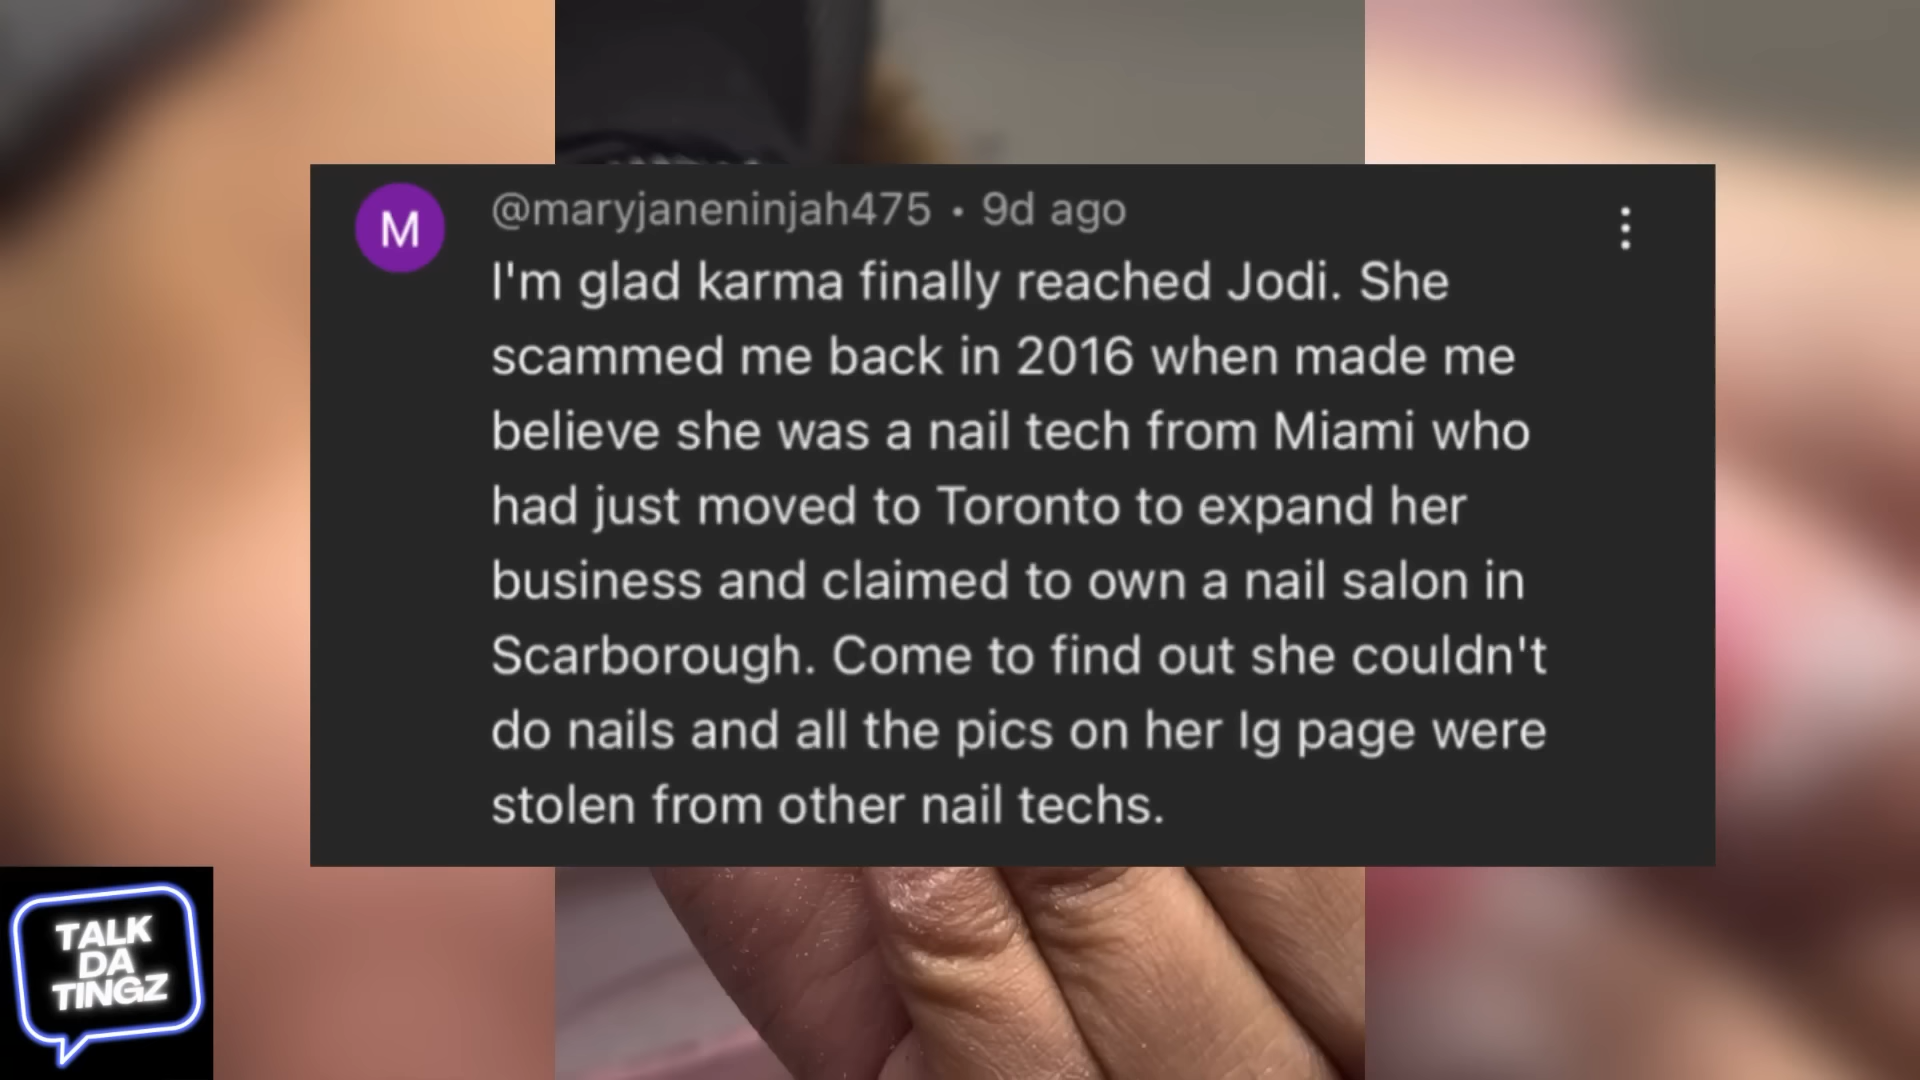 @maryjaneninjah475 • 9d ago
M
I'm glad karma finally reached Jodi. She
scammed me back in 2016 when made me
believe she was a nail tech from Miami who
had just moved to Toronto to expand her
business and claimed to own a nail salon in
Scarborough. Come to find out she couldn't
do nails and all the pics on her Ig page were
stolen from other nail techs.
TALK
DA
TINGZ